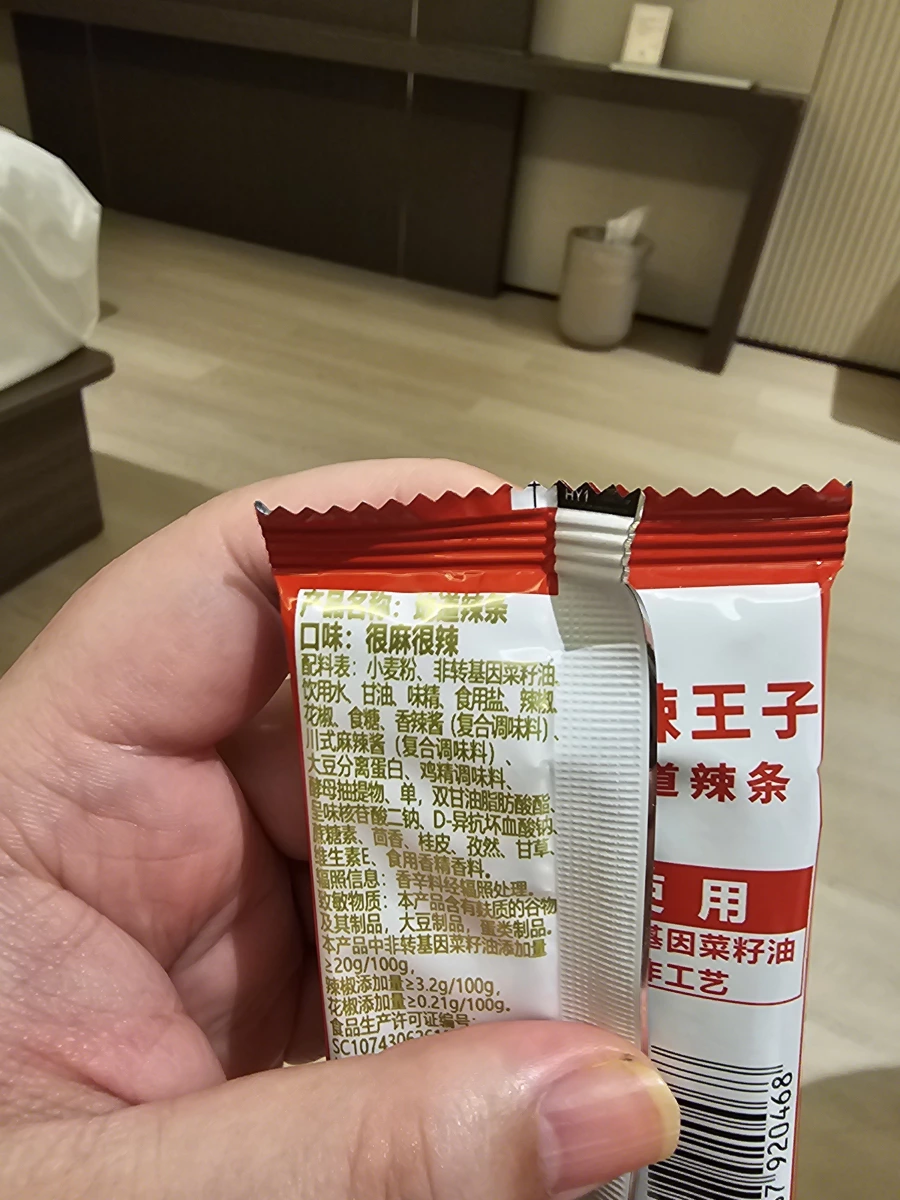 HY1
产品名称：地道辣条
口味：很麻很辣
配料表：小麦粉、非转基因菜籽油、
饮用水、甘油、味精、食用盐、辣椒、
花椒、食糖、香辣酱（复合调味料）、
川式麻辣酱（复合调味料）、
大豆分离蛋白、鸡精调味料、
酵母抽提物、单，双甘油脂肪酸酯、
呈味核苷酸二钠、D-异抗坏血酸钠、
蔗糖素、茴香、桂皮、孜然、甘草、
维生素E、食用香精香料。
辐照信息：香辛料经辐照处理。
致敏物质：本产品含有麸质的谷物
及其制品，大豆制品，蛋类制品。
本产品中非转基因菜籽油添加量
≥20g/100g，
辣椒添加量≥3.2g/100g，
花椒添加量≥0.21g/100g。
食品生产许可证编号：
SC107430626
辣王子
道辣条
使用
基因菜籽油
作工艺
7 920468